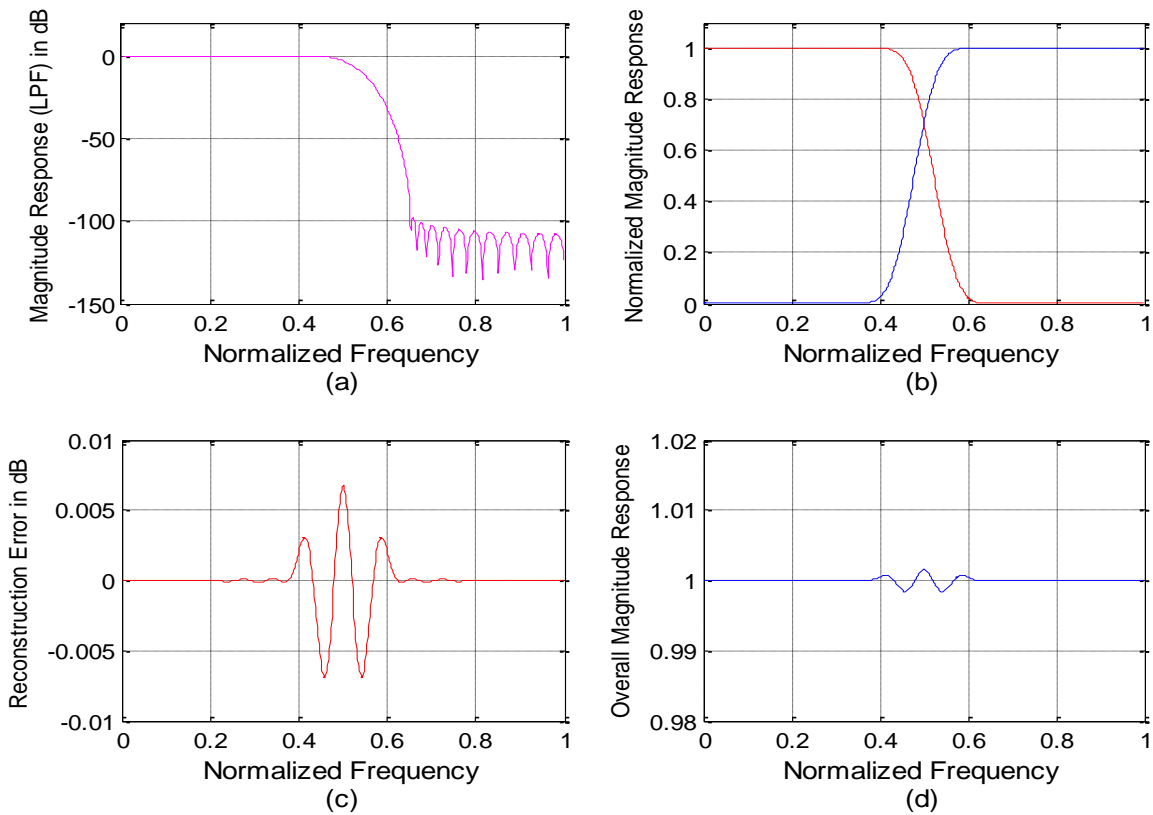 Magnitude Response (LPF) in dB
0
-50
-100
-150
0 0.2 0.4 0.6 0.8 1
Normalized Frequency
(a)
Normalized Magnitude Response
1
0.8
0.6
0.4
0.2
0
0 0.2 0.4 0.6 0.8 1
Normalized Frequency
(b)
Reconstruction Error in dB
0.01
0.005
0
-0.005
-0.01
0 0.2 0.4 0.6 0.8 1
Normalized Frequency
(c)
Overall Magnitude Response
1.02
1.01
1
0.99
0.98
0 0.2 0.4 0.6 0.8 1
Normalized Frequency
(d)